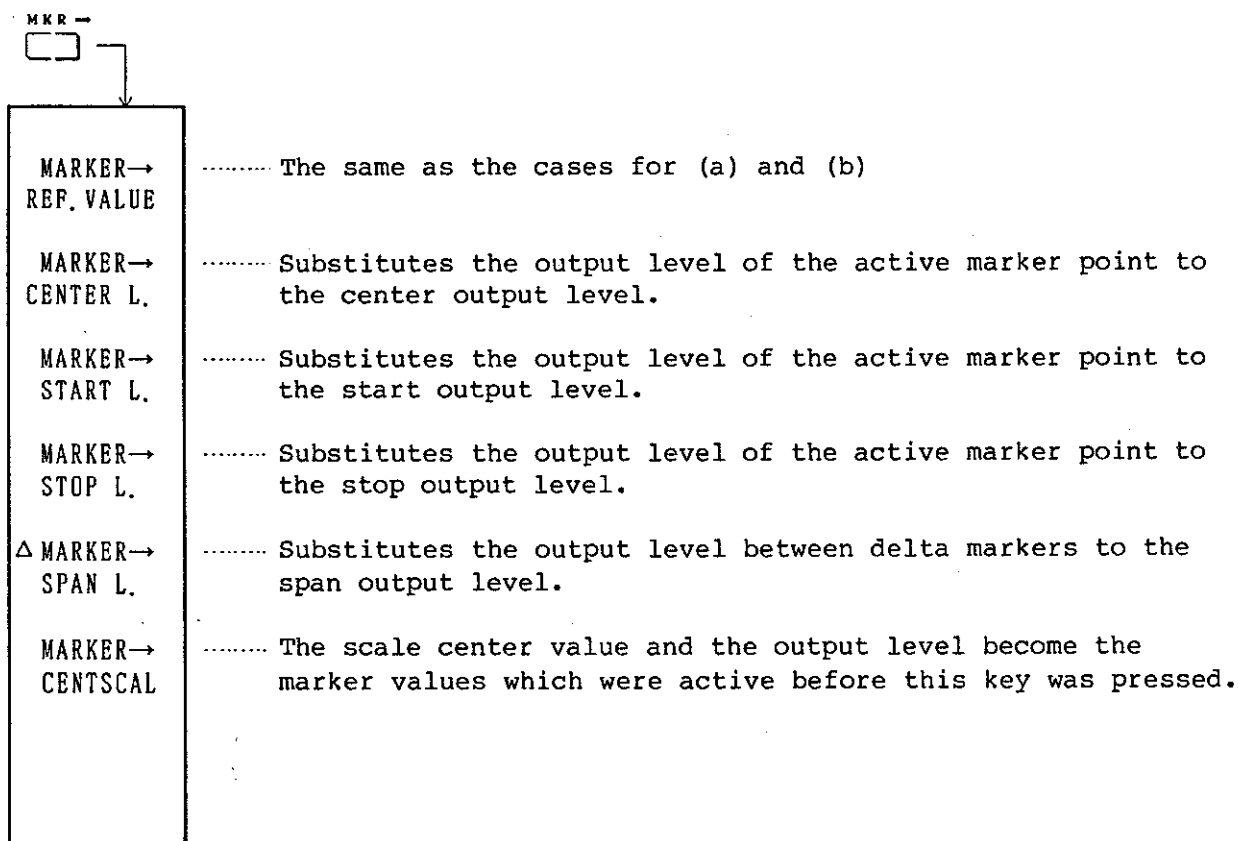 MKR→
MARKER→ ········· The same as the cases for (a) and (b)
REF. VALUE
MARKER→ ········· Substitutes the output level of the active marker point to
CENTER L. the center output level.
MARKER→ ········· Substitutes the output level of the active marker point to
START L. the start output level.
MARKER→ ········· Substitutes the output level of the active marker point to
STOP L. the stop output level.
Δ MARKER→ ········· Substitutes the output level between delta markers to the
SPAN L. span output level.
MARKER→ ········· The scale center value and the output level become the
CENTSCAL marker values which were active before this key was pressed.